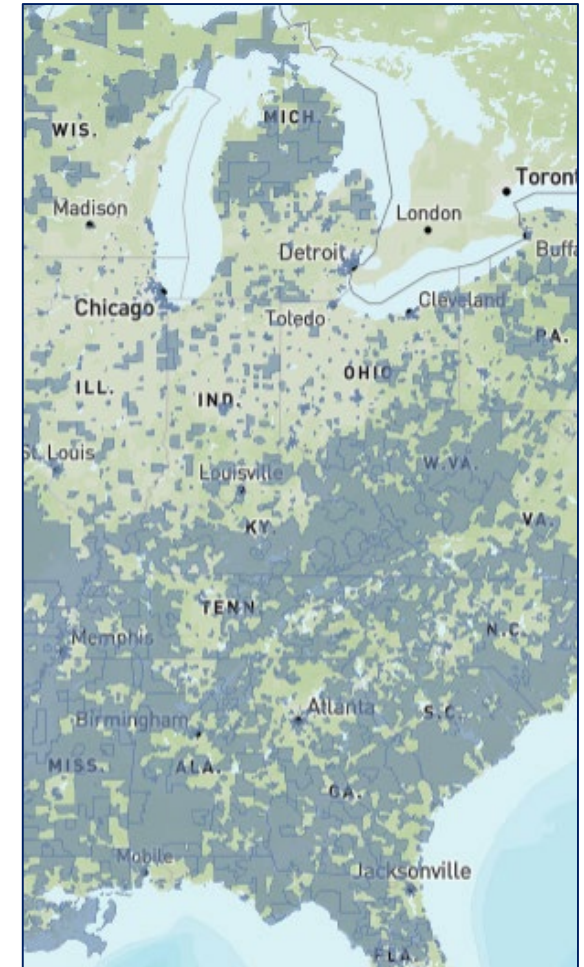 MICH.
WIS.
Toront
Madison
London
Detroit
Buffa
Chicago
Toledo
Cleveland
PA.
ILL.
IND.
OHIO
St. Louis
Louisville
W.VA.
KY.
VA.
TENN
Memphis
N.C.
Birmingham
Atlanta
S.C.
MISS.
ALA.
GA.
Mobile
Jacksonville
FLA.